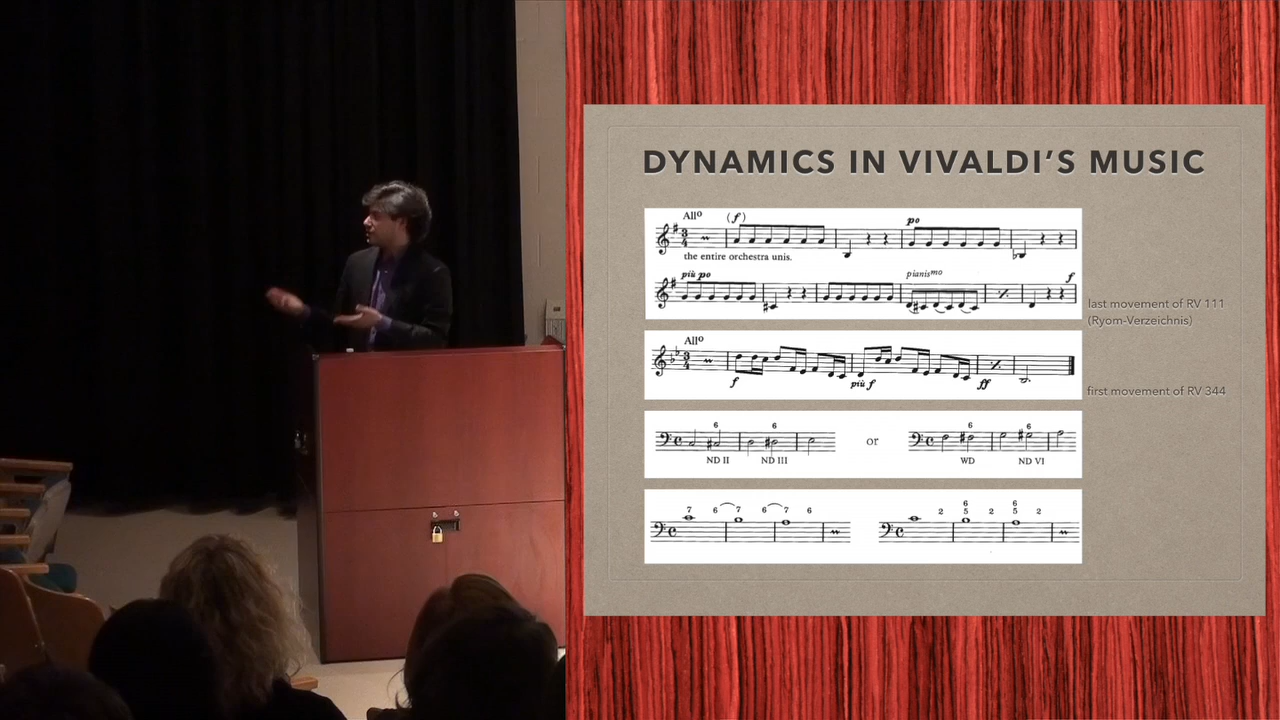 DYNAMICS IN VIVALDI'S MUSIC
Allº (f) pº
the entire orchestra unis.
più pº pianisᵐº f
last movement of RV 111
(Ryom-Verzeichnis)
Allº
f più f ff
first movement of RV 344
6 6 or 6 6
ND II ND III WD ND VI
6 6
7 6 7 6 7 6 2 5 2 5 2